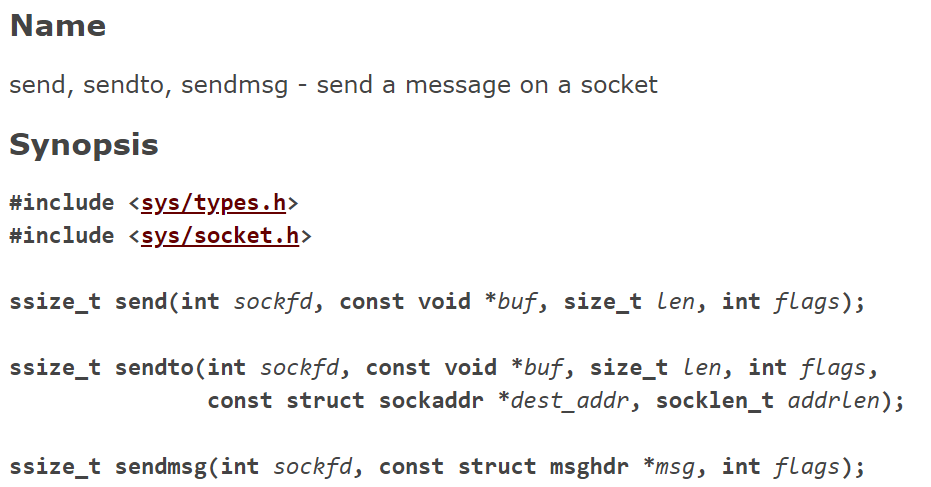 Name
send, sendto, sendmsg - send a message on a socket
Synopsis
#include <sys/types.h>
#include <sys/socket.h>
ssize_t send(int sockfd, const void *buf, size_t len, int flags);
ssize_t sendto(int sockfd, const void *buf, size_t len, int flags,
const struct sockaddr *dest_addr, socklen_t addrlen);
ssize_t sendmsg(int sockfd, const struct msghdr *msg, int flags);